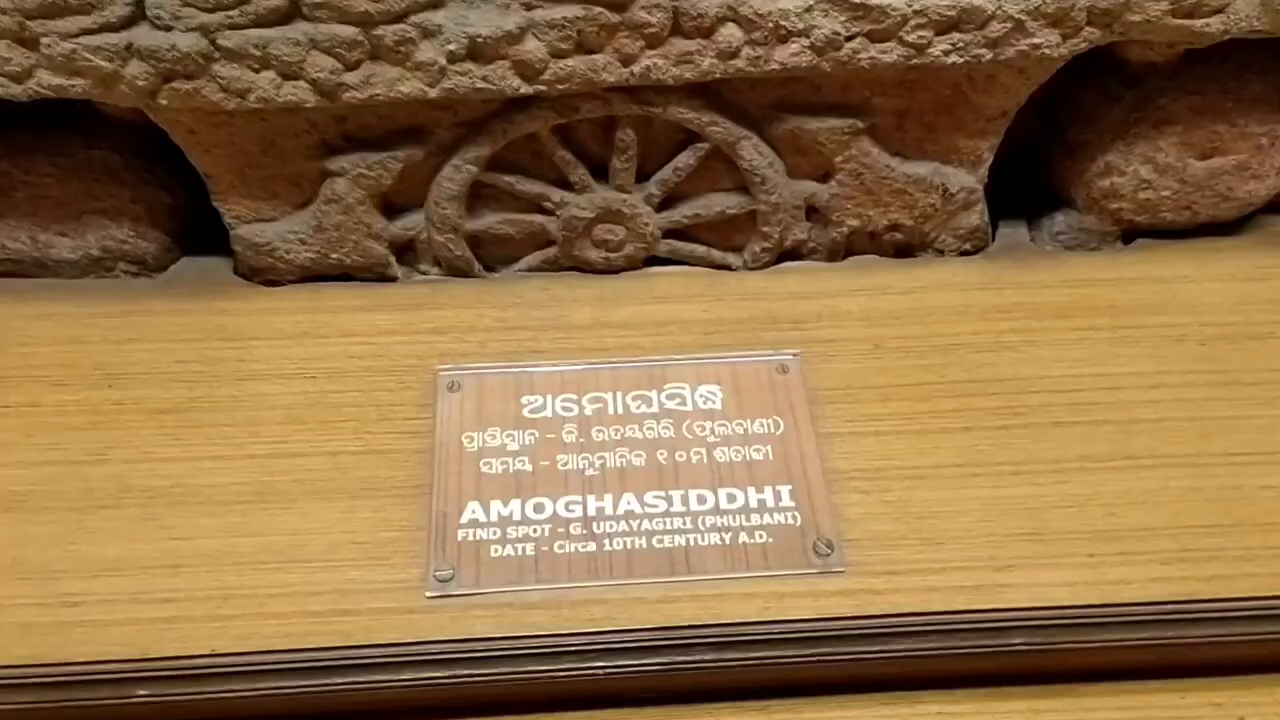 ଅମୋଘସିଦ୍ଧି
ପ୍ରାପ୍ତିସ୍ଥାନ - ଜି. ଉଦୟଗିରି (ଫୁଲବାଣୀ)
ସମୟ - ଆନୁମାନିକ ୧୦ମ ଶତାବ୍ଦୀ
AMOGHASIDDHI
FIND SPOT - G. UDAYAGIRI (PHULBANI)
DATE - Circa 10TH CENTURY A.D.